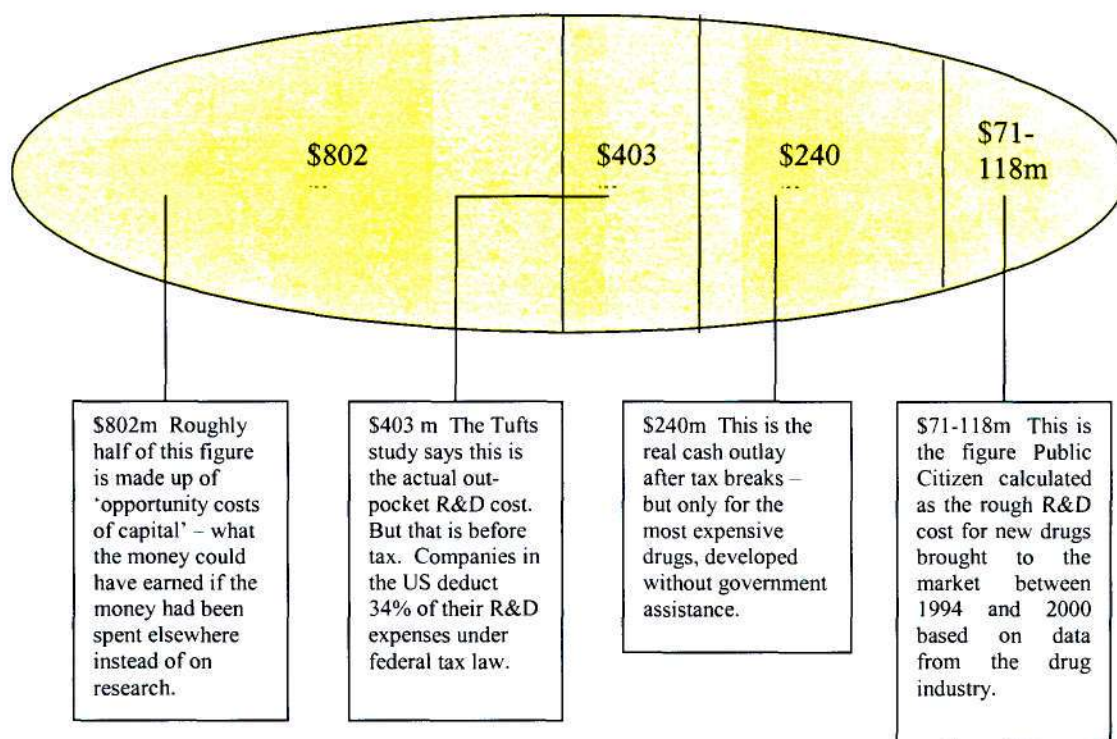 $802
...
$403
...
$240
...
$71-
118m
$802m Roughly
half of this figure
is made up of
‘opportunity costs
of capital’ – what
the money could
have earned if the
money had been
spent elsewhere
instead of on
research.
$403 m The Tufts
study says this is
the actual out-
pocket R&D cost.
But that is before
tax. Companies in
the US deduct
34% of their R&D
expenses under
federal tax law.
$240m This is the
real cash outlay
after tax breaks –
but only for the
most expensive
drugs, developed
without government
assistance.
$71-118m This is
the figure Public
Citizen calculated
as the rough R&D
cost for new drugs
brought to the
market between
1994 and 2000
based on data
from the drug
industry.